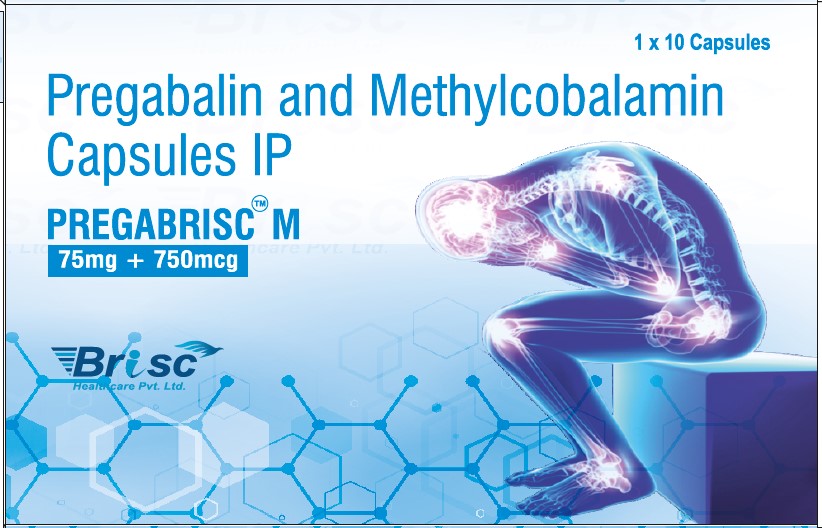 1 x 10 Capsules
Pregabalin and Methylcobalamin
Capsules IP
PREGABRISC™ M
75mg + 750mcg
Brisc
Healthcare Pvt. Ltd.